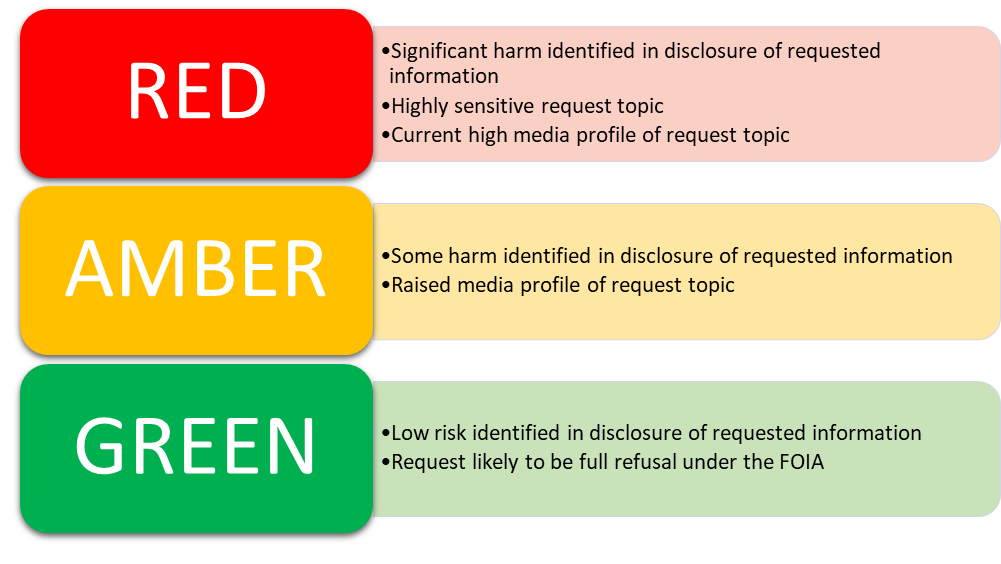 RED
•Significant harm identified in disclosure of requested
information
•Highly sensitive request topic
•Current high media profile of request topic
AMBER
•Some harm identified in disclosure of requested information
•Raised media profile of request topic
GREEN
•Low risk identified in disclosure of requested information
•Request likely to be full refusal under the FOIA